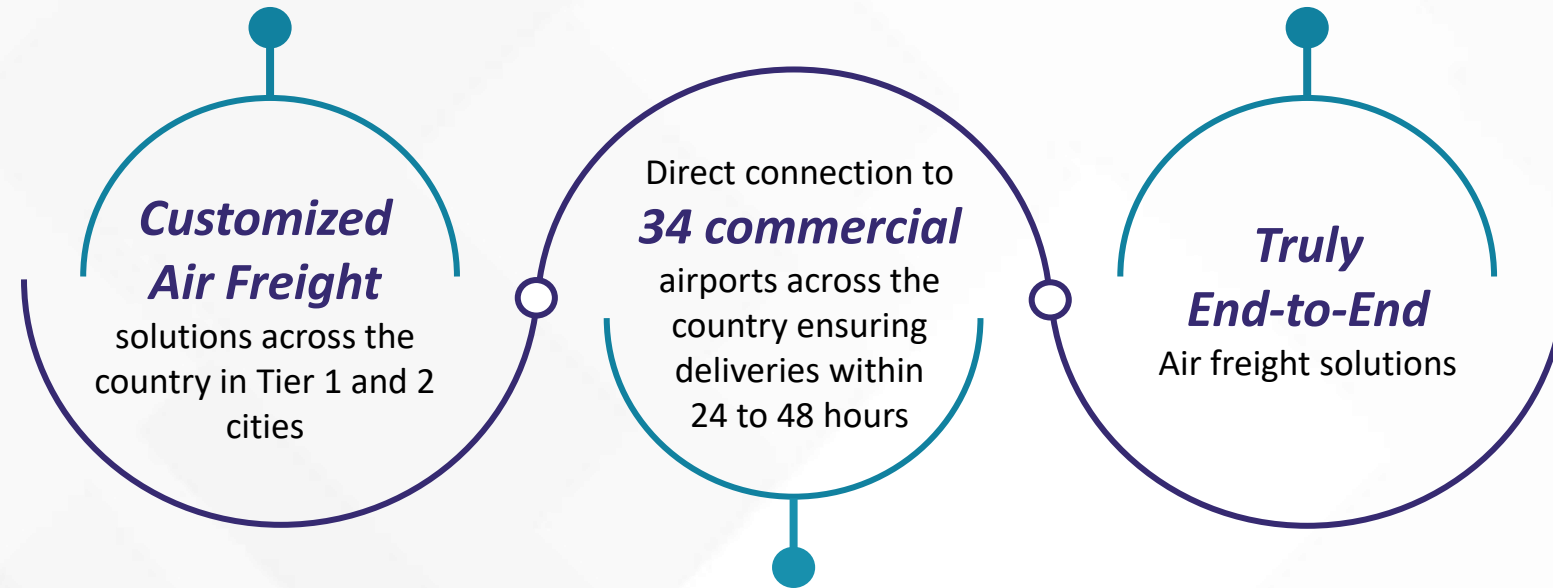 Customized
Air Freight
solutions across the
country in Tier 1 and 2
cities
Direct connection to
34 commercial
airports across the
country ensuring
deliveries within
24 to 48 hours
Truly
End-to-End
Air freight solutions